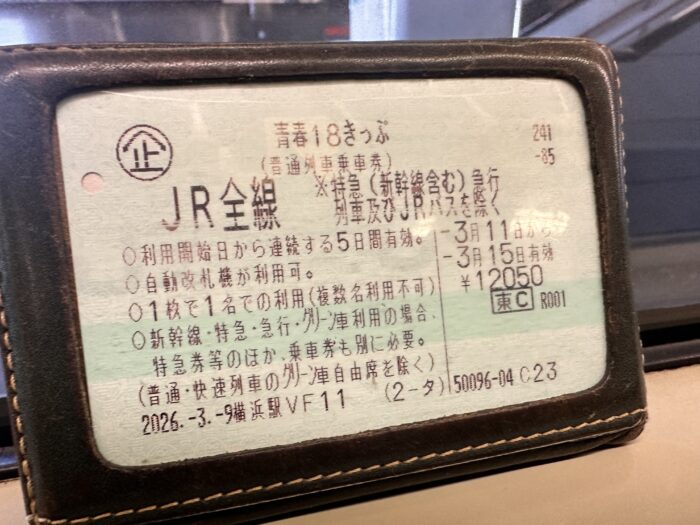 企
青春18きっぷ
241
-85
(普通列車乗車券)
JR全線
※特急(新幹線含む)急行
列車及びJRバスを除く
○利用開始日から連続する5日間有効。
○自動改札機が利用可。
○1枚で1名での利用(複数名利用不可)
○新幹線・特急・急行・グリーン車利用の場合、
特急券等のほか、乗車券も別に必要。
(普通・快速列車のグリーン車自由席を除く)
-3月11日から
-3月15日有効
¥12050
東C R001
2026.-3.-9横浜駅VF11 (2-タ) 50096-04 C23